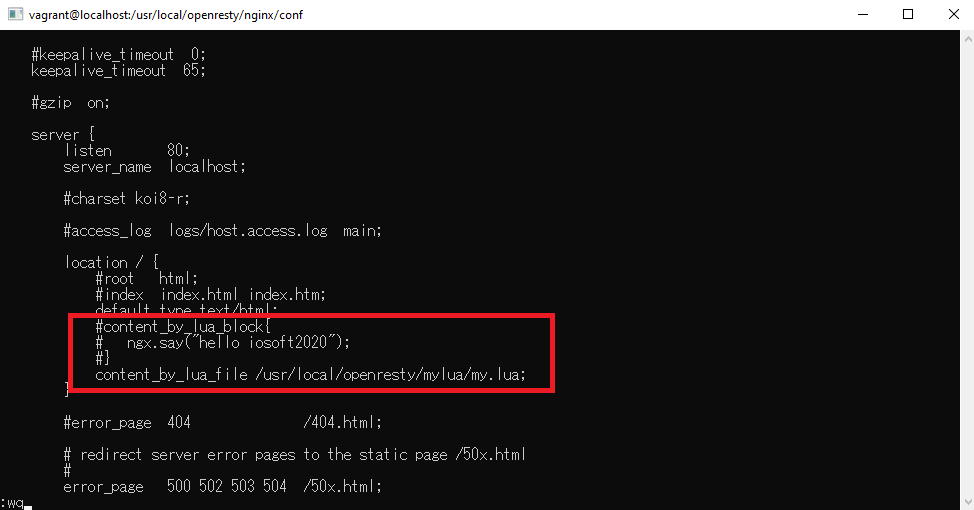 vagrant@localhost:/usr/local/openresty/nginx/conf
#keepalive_timeout  0;
keepalive_timeout  65;
#gzip  on;
server {
listen       80;
server_name  localhost;
#charset koi8-r;
#access_log  logs/host.access.log  main;
location / {
#root   html;
#index  index.html index.htm;
default_type text/html;
#content_by_lua_block{
#   ngx.say("hello iosoft2020");
#}
content_by_lua_file /usr/local/openresty/mylua/my.lua;
}
#error_page  404              /404.html;
# redirect server error pages to the static page /50x.html
#
error_page   500 502 503 504  /50x.html;
:wq